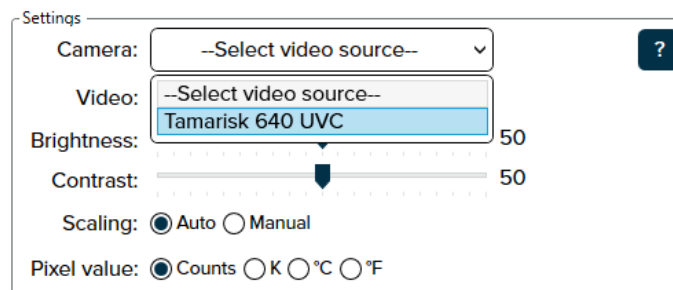 Settings
Camera: --Select video source-- ?
Video: --Select video source--
Tamarisk 640 UVC
Brightness: 50
Contrast: 50
Scaling: Auto Manual
Pixel value: Counts K °C °F